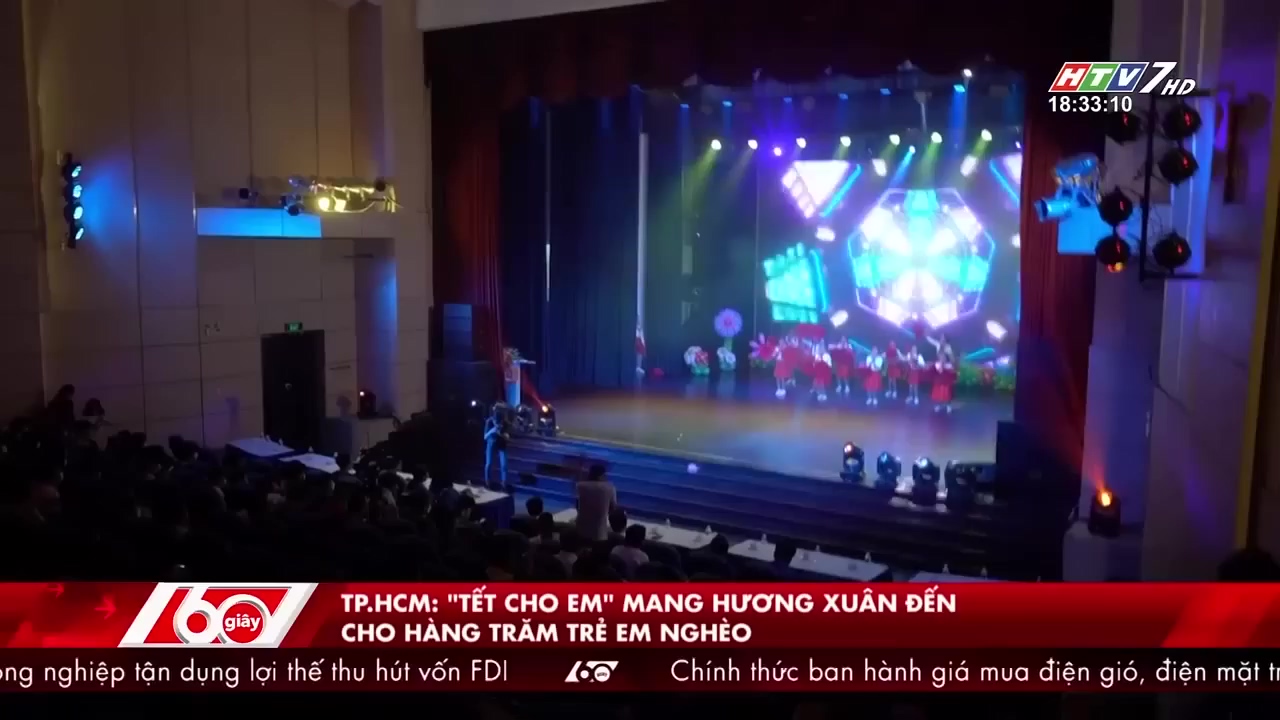 HTV7 HD
18:33:10
60 giây
TP.HCM: "TẾT CHO EM" MANG HƯƠNG XUÂN ĐẾN
CHO HÀNG TRĂM TRẺ EM NGHÈO
nghiệp tận dụng lợi thế thu hút vốn FDI 60 giây Chính thức ban hành giá mua điện gió, điện mặt